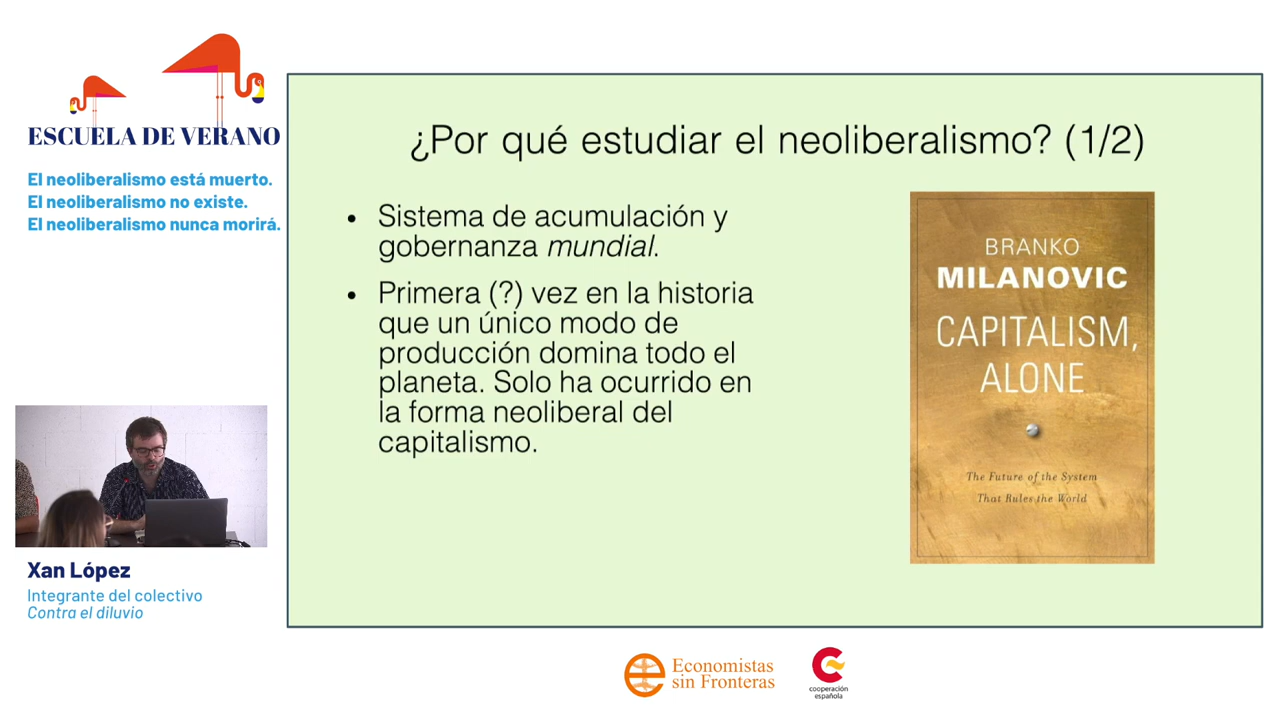 ESCUELA DE VERANO
El neoliberalismo está muerto.
El neoliberalismo no existe.
El neoliberalismo nunca morirá.
¿Por qué estudiar el neoliberalismo? (1/2)
• Sistema de acumulación y
gobernanza mundial.
• Primera (?) vez en la historia
que un único modo de
producción domina todo el
planeta. Solo ha ocurrido en
la forma neoliberal del
capitalismo.
BRANKO
MILANOVIC
CAPITALISM,
ALONE
The Future of the System
That Rules the World
Xan López
Integrante del colectivo
Contra el diluvio
Economistas
sin Fronteras
cooperación
española